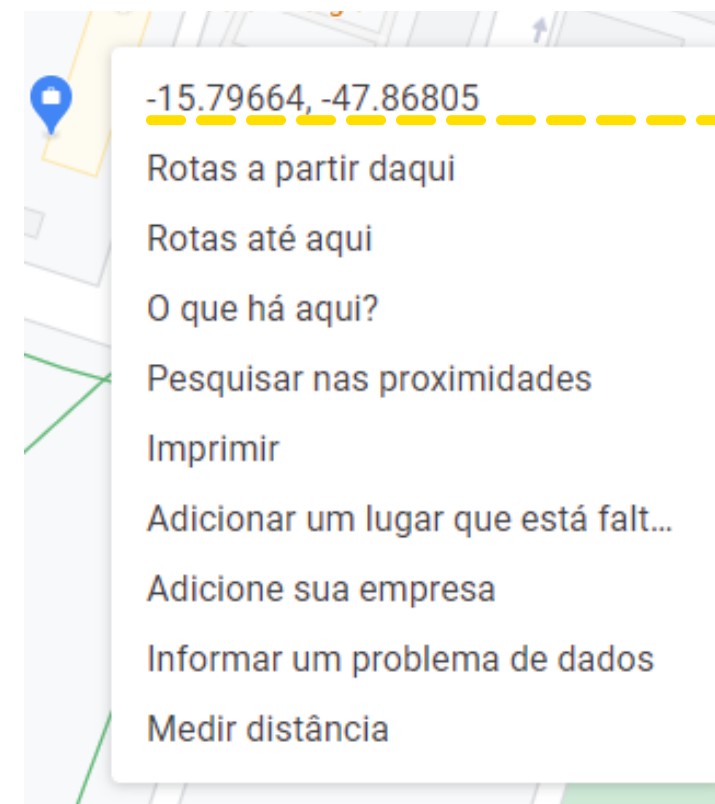 -15.79664, -47.86805
Rotas a partir daqui
Rotas até aqui
O que há aqui?
Pesquisar nas proximidades
Imprimir
Adicionar um lugar que está falt...
Adicione sua empresa
Informar um problema de dados
Medir distância